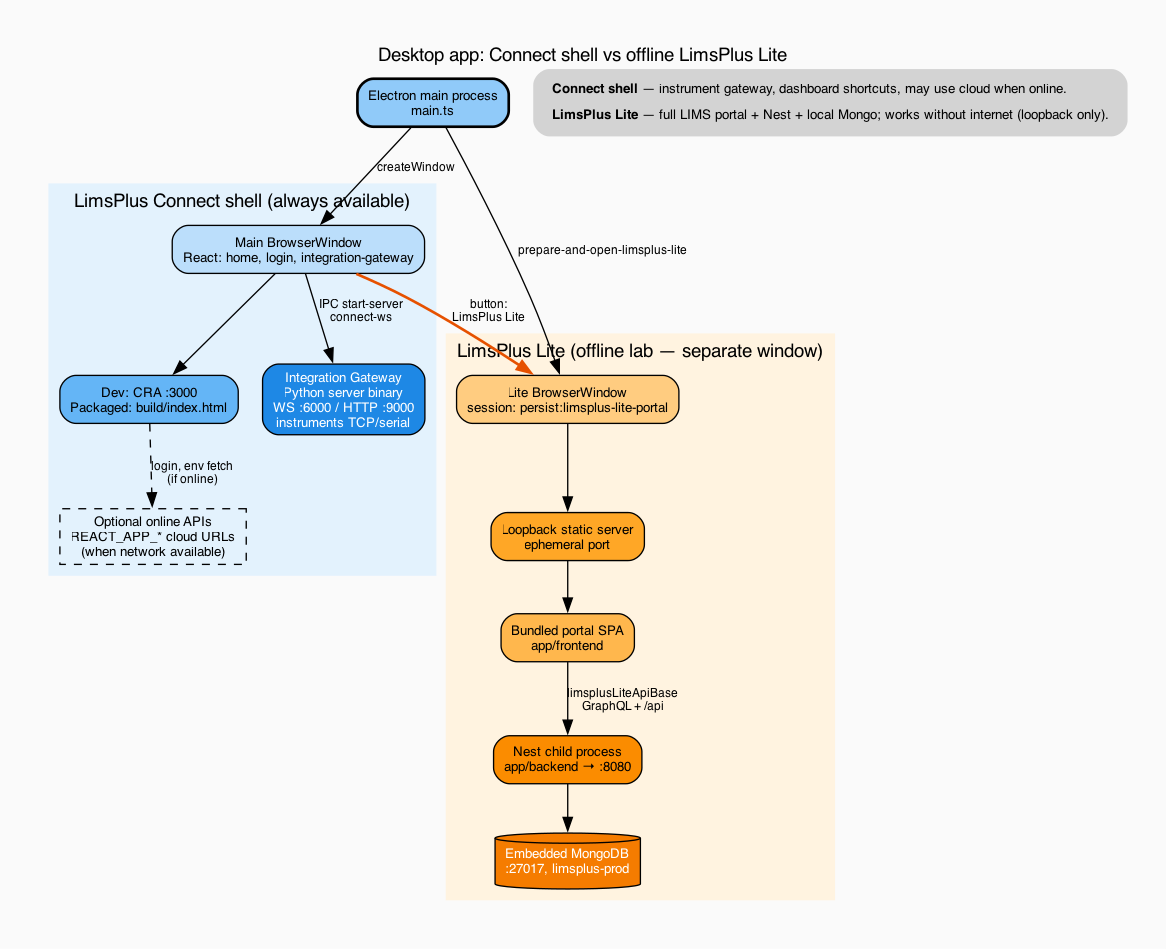 Desktop app: Connect shell vs offline LimsPlus Lite
Electron main process
main.ts
Connect shell — instrument gateway, dashboard shortcuts, may use cloud when online.
LimsPlus Lite — full LIMS portal + Nest + local Mongo; works without internet (loopback only).
createWindow
LimsPlus Connect shell (always available)
Main BrowserWindow
React: home, login, integration-gateway
prepare-and-open-limsplus-lite
IPC start-server
connect-ws
button:
LimsPlus Lite
LimsPlus Lite (offline lab — separate window)
Dev: CRA :3000
Packaged: build/index.html
Integration Gateway
Python server binary
WS :6000 / HTTP :9000
instruments TCP/serial
Lite BrowserWindow
session: persist:limsplus-lite-portal
login, env fetch
(if online)
Optional online APIs
REACT_APP_* cloud URLs
(when network available)
Loopback static server
ephemeral port
Bundled portal SPA
app/frontend
limsplusLiteApiBase
GraphQL + /api
Nest child process
app/backend → :8080
Embedded MongoDB
:27017, limsplus-prod